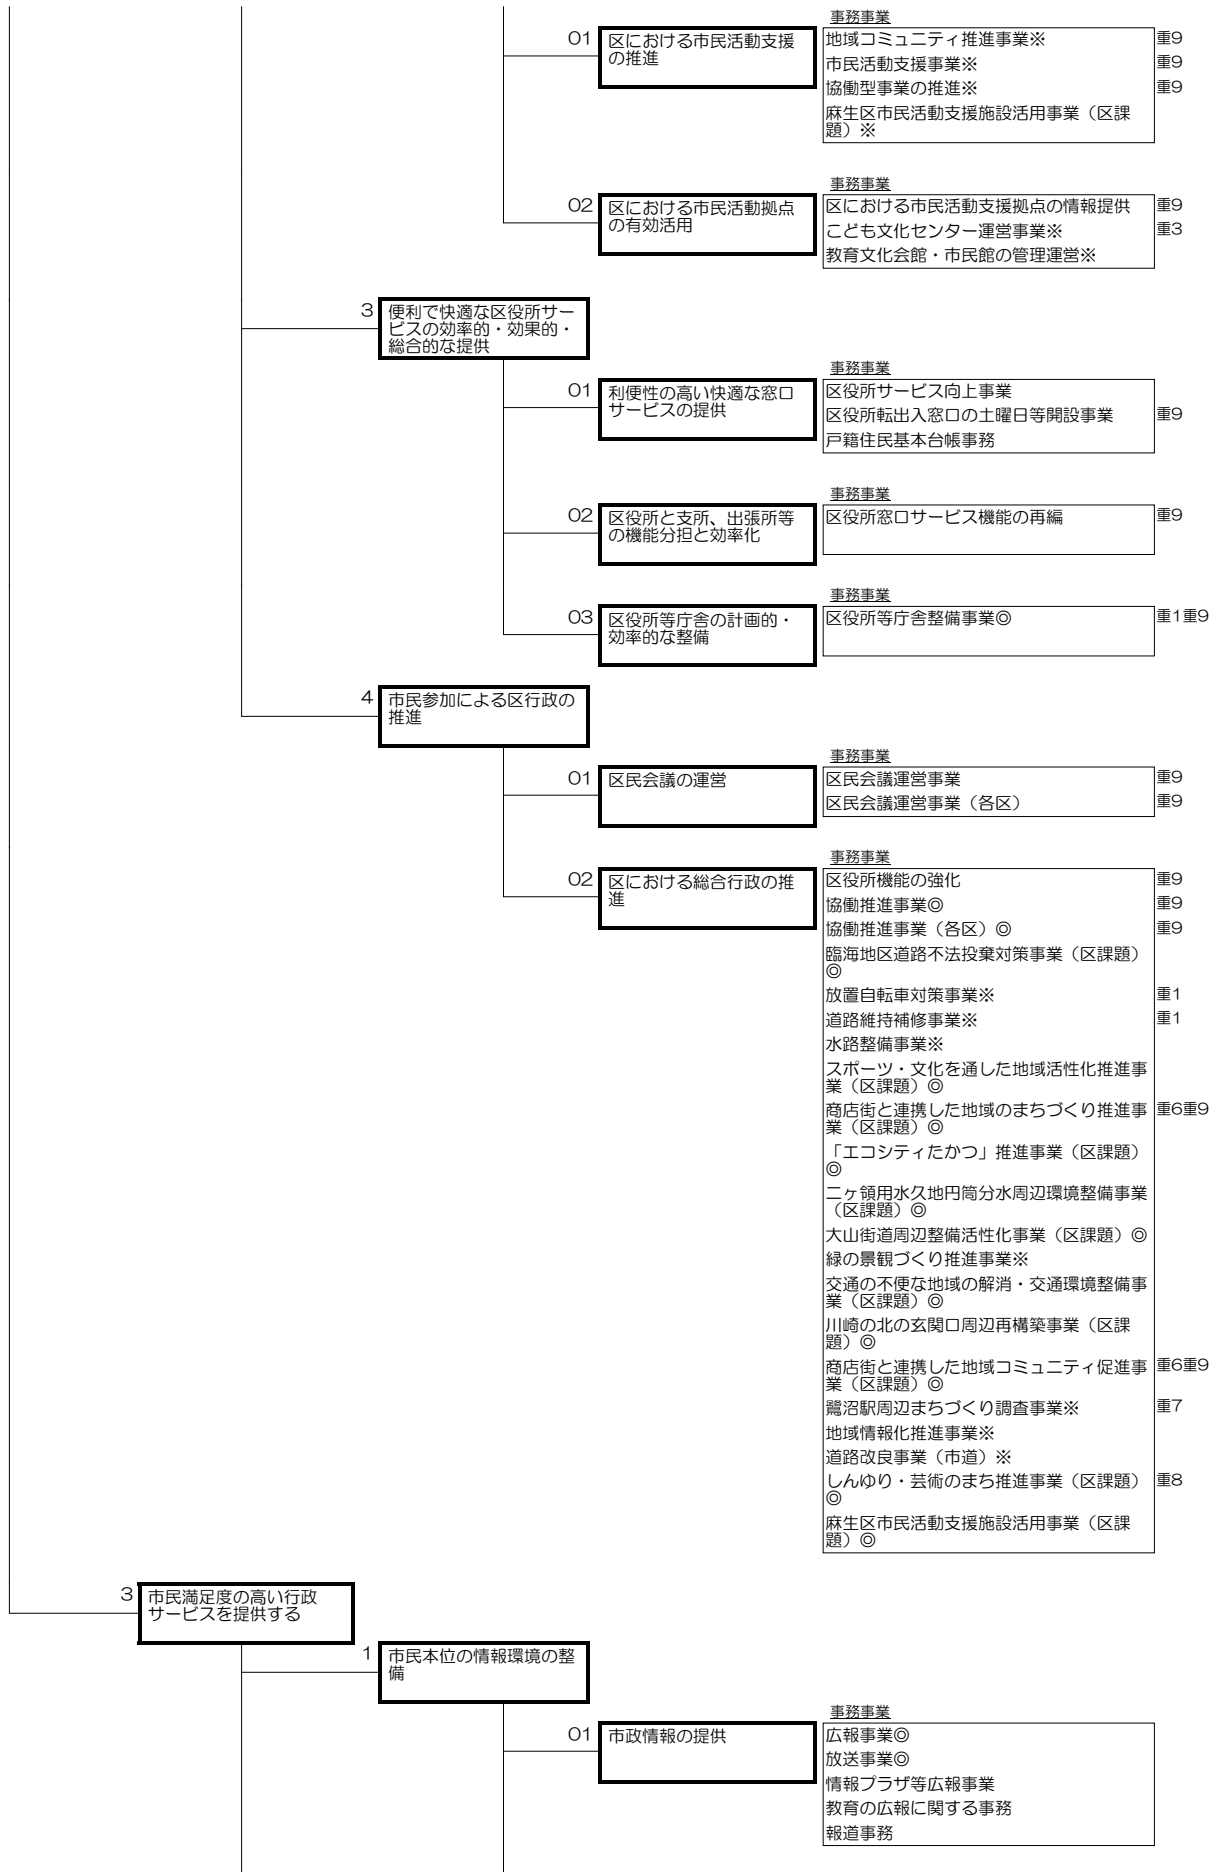 事務事業
01 区における市民活動支援
の推進
地域コミュニティ推進事業※ 重9
市民活動支援事業※ 重9
協働型事業の推進※ 重9
麻生区市民活動支援施設活用事業（区課
題）※
事務事業
02 区における市民活動拠点
の有効活用
区における市民活動支援拠点の情報提供 重9
こども文化センター運営事業※ 重3
教育文化会館・市民館の管理運営※
3 便利で快適な区役所サー
ビスの効率的・効果的・
総合的な提供
事務事業
01 利便性の高い快適な窓口
サービスの提供
区役所サービス向上事業
区役所転出入窓口の土曜日等開設事業 重9
戸籍住民基本台帳事務
事務事業
02 区役所と支所、出張所等
の機能分担と効率化
区役所窓口サービス機能の再編 重9
事務事業
03 区役所等庁舎の計画的・
効率的な整備
区役所等庁舎整備事業◎ 重1重9
4 市民参加による区行政の
推進
事務事業
01 区民会議の運営
区民会議運営事業 重9
区民会議運営事業（各区） 重9
事務事業
02 区における総合行政の推
進
区役所機能の強化 重9
協働推進事業◎ 重9
協働推進事業（各区）◎ 重9
臨海地区道路不法投棄対策事業（区課題）
◎
放置自転車対策事業※ 重1
道路維持補修事業※ 重1
水路整備事業※
スポーツ・文化を通した地域活性化推進事
業（区課題）◎
商店街と連携した地域のまちづくり推進事 重6重9
業（区課題）◎
「エコシティたかつ」推進事業（区課題）
◎
二ヶ領用水久地円筒分水周辺環境整備事業
（区課題）◎
大山街道周辺整備活性化事業（区課題）◎
緑の景観づくり推進事業※
交通の不便な地域の解消・交通環境整備事
業（区課題）◎
川崎の北の玄関口周辺再構築事業（区課
題）◎
商店街と連携した地域コミュニティ促進事 重6重9
業（区課題）◎
鷺沼駅周辺まちづくり調査事業※ 重7
地域情報化推進事業※
道路改良事業（市道）※
しんゆり・芸術のまち推進事業（区課題） 重8
◎
麻生区市民活動支援施設活用事業（区課
題）◎
3 市民満足度の高い行政
サービスを提供する
1 市民本位の情報環境の整
備
事務事業
01 市政情報の提供
広報事業◎
放送事業◎
情報プラザ等広報事業
教育の広報に関する事務
報道事務